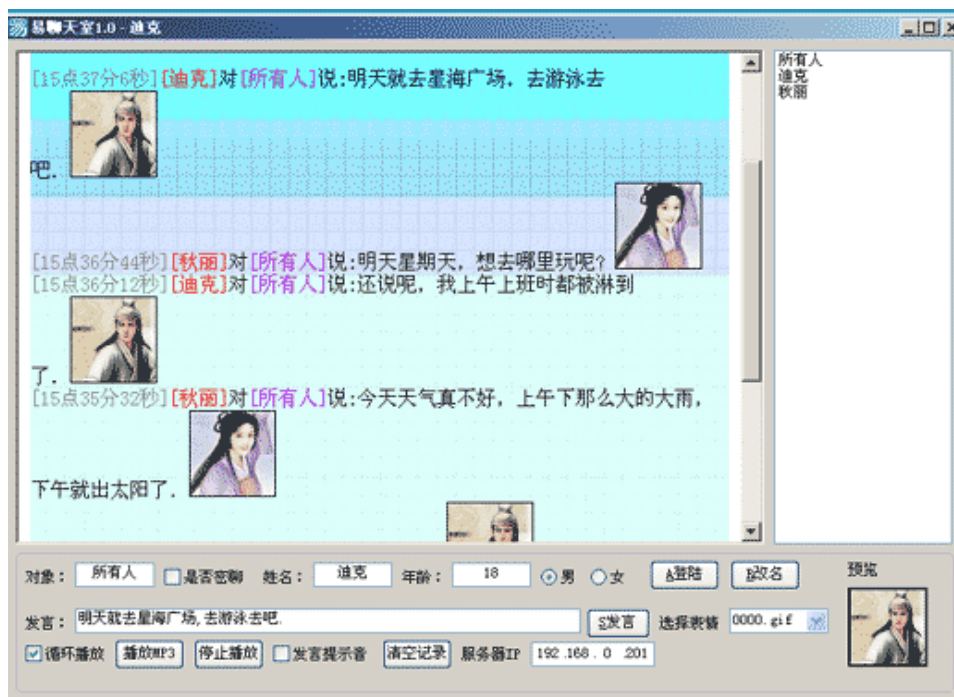 易聊天室1.0 - 迪克
[15点37分6秒][迪克]对[所有人]说:明天就去星海广场，去游泳去
吧.
[15点36分44秒][秋丽]对[所有人]说:明天星期天，想去哪里玩呢?
[15点36分12秒][迪克]对[所有人]说:还说呢，我上午上班时都被淋到
了.
[15点35分32秒][秋丽]对[所有人]说:今天天气真不好，上午下那么大的大雨，
下午就出太阳了.
所有人
迪克
秋丽
对象： 所有人 是否密聊 姓名： 迪克 年龄： 18 男 女 A登陆 R改名 预览
发言： 明天就去星海广场,去游泳去吧. S发言 选择表情 0000.gif
循环播放 播放MP3 停止播放 发言提示音 清空记录 服务器IP 192 .168 . 0 .201